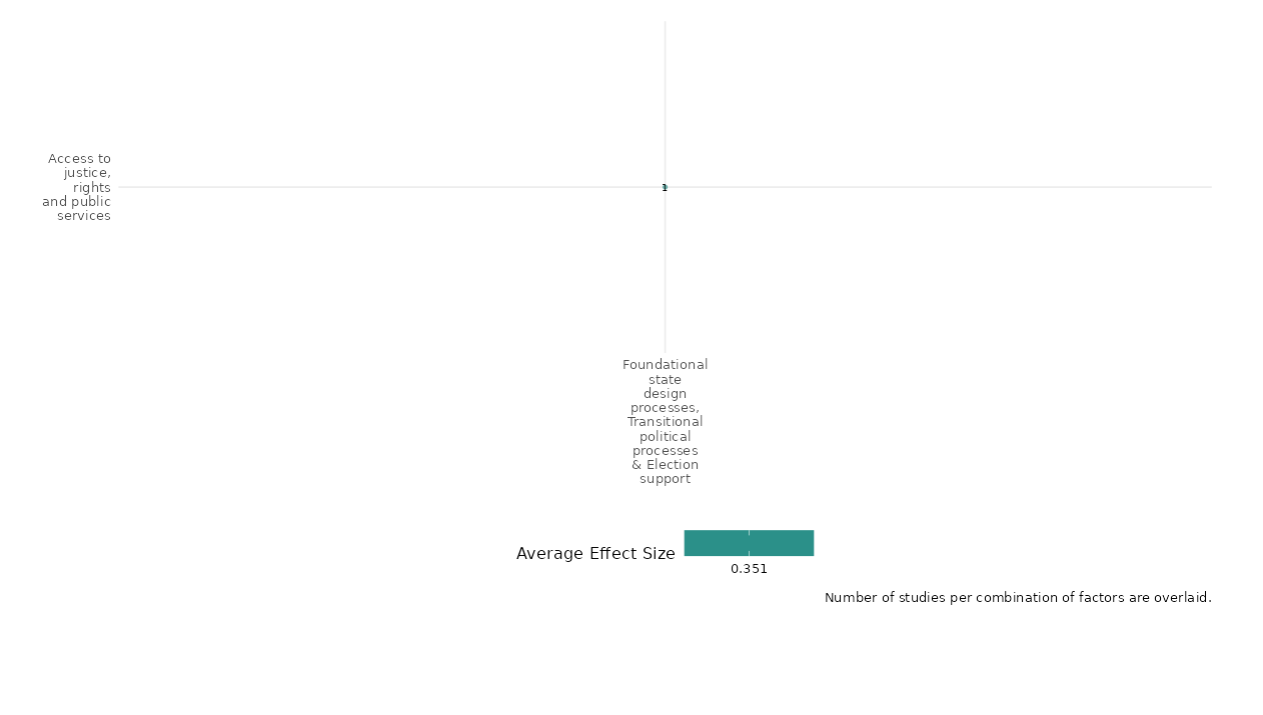 Access to
justice,
rights
and public
services
1
Foundational
state
design
processes,
Transitional
political
processes
& Election
support
Average Effect Size
0.351
Number of studies per combination of factors are overlaid.